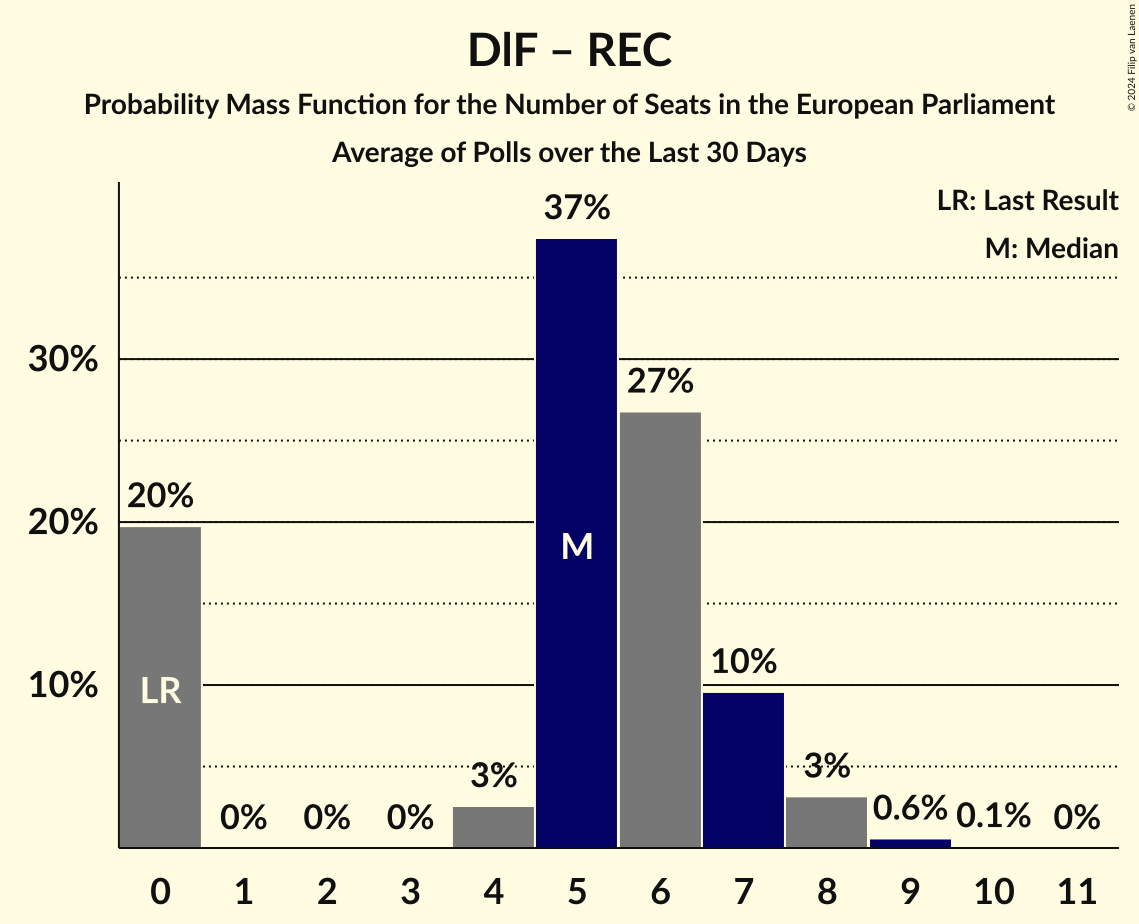 DIF – REC
Probability Mass Function for the Number of Seats in the European Parliament
Average of Polls over the Last 30 Days
© 2024 Filip van Laenen
LR: Last Result
M: Median
37%
30%
27%
20%
20%
M
10%
10%
LR
3%
3%
0%
0%
0%
0.6%
0.1%
0%
0 1 2 3 4 5 6 7 8 9 10 11